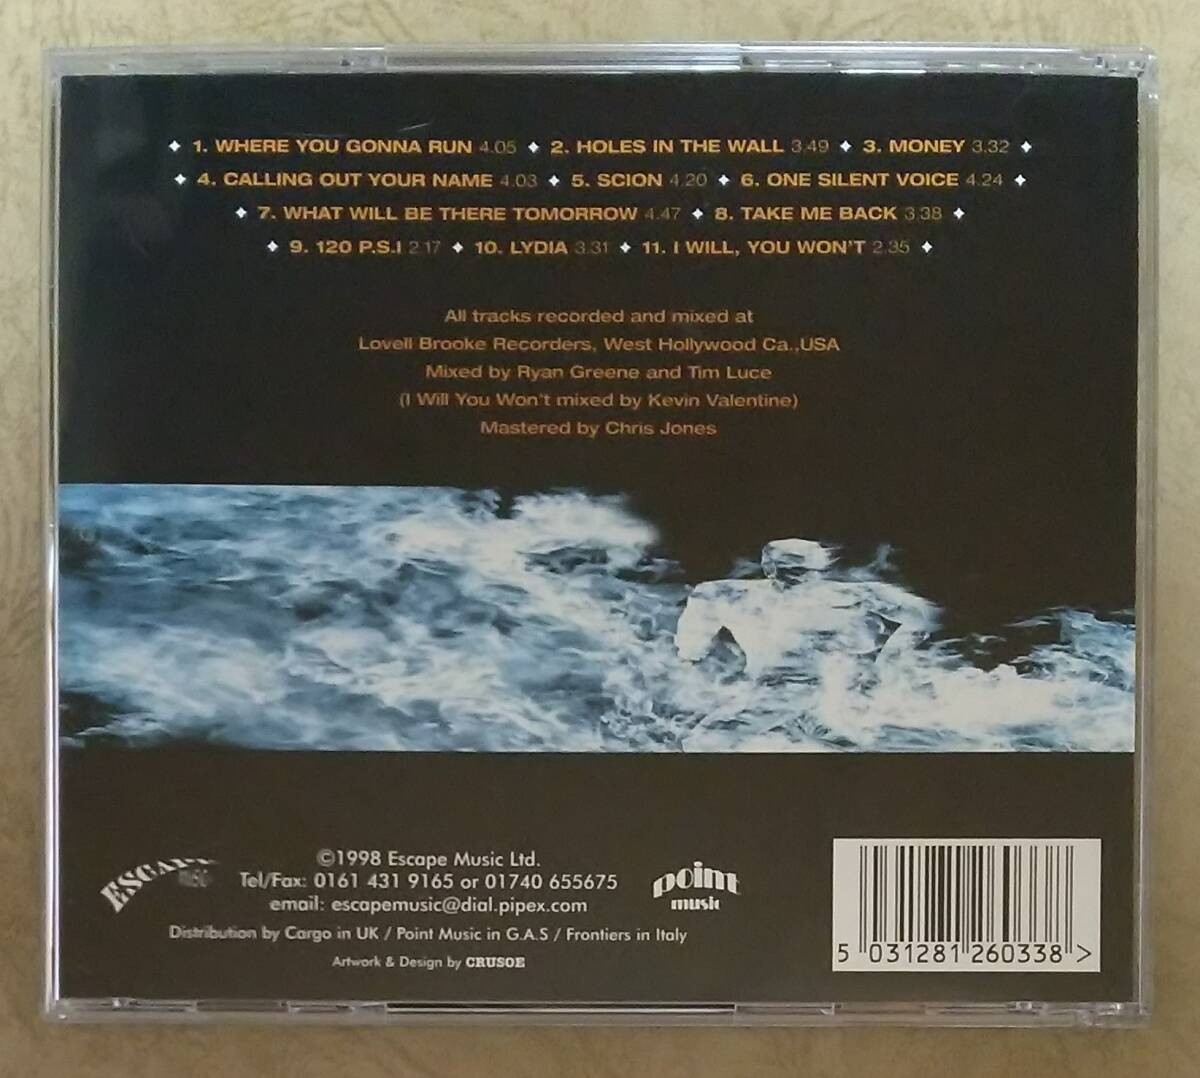 ✦ 1. WHERE YOU GONNA RUN 4.05 ✦ 2. HOLES IN THE WALL 3.49 ✦ 3. MONEY 3.32 ✦
✦ 4. CALLING OUT YOUR NAME 4.03 ✦ 5. SCION 4.20 ✦ 6. ONE SILENT VOICE 4.24 ✦
✦ 7. WHAT WILL BE THERE TOMORROW 4.47 ✦ 8. TAKE ME BACK 3.38 ✦
✦ 9. 120 P.S.I 2.17 ✦ 10. LYDIA 3.31 ✦ 11. I WILL, YOU WON'T 2.35 ✦
All tracks recorded and mixed at
Lovell Brooke Recorders, West Hollywood Ca.,USA
Mixed by Ryan Greene and Tim Luce
(I Will You Won't mixed by Kevin Valentine)
Mastered by Chris Jones
ESCAPE
©1998 Escape Music Ltd.
Tel/Fax: 0161 431 9165 or 01740 655675
email: escapemusic@dial.pipex.com
Distribution by Cargo in UK / Point Music in G.A.S / Frontiers in Italy
Artwork & Design by CRUSOE
point
music
5 031281 260338 >